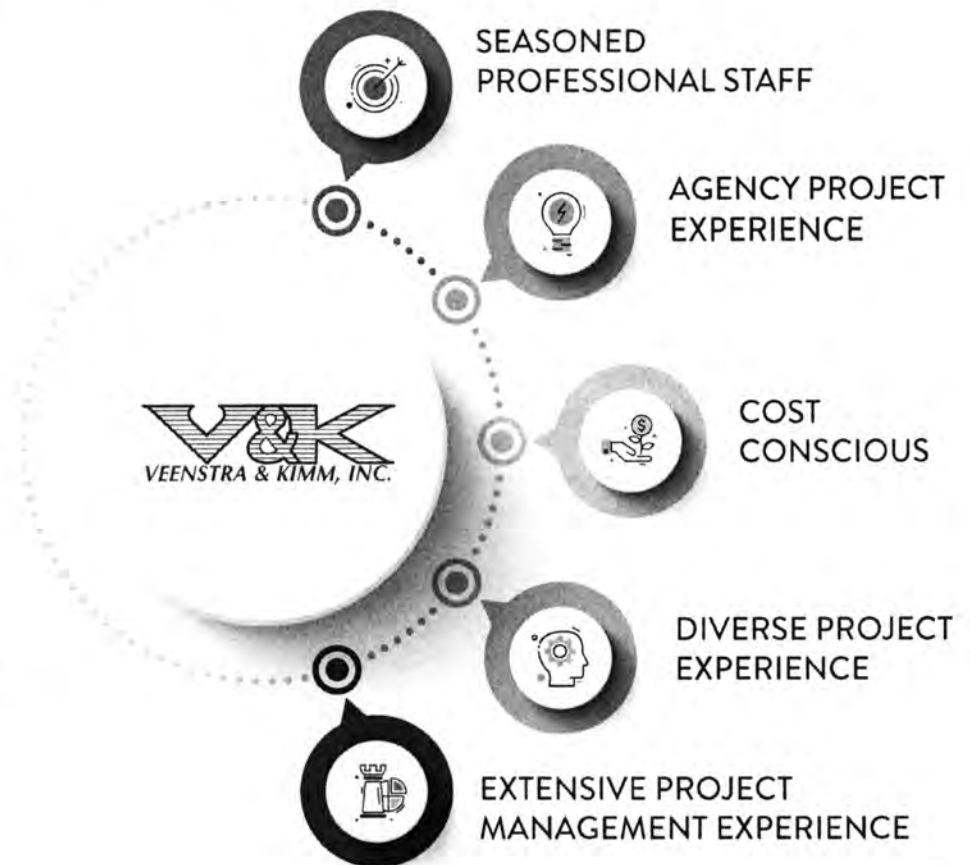 SEASONED
PROFESSIONAL STAFF
AGENCY PROJECT
EXPERIENCE
V&K
VEENSTRA & KIMM, INC.
$
COST
CONSCIOUS
DIVERSE PROJECT
EXPERIENCE
EXTENSIVE PROJECT
MANAGEMENT EXPERIENCE